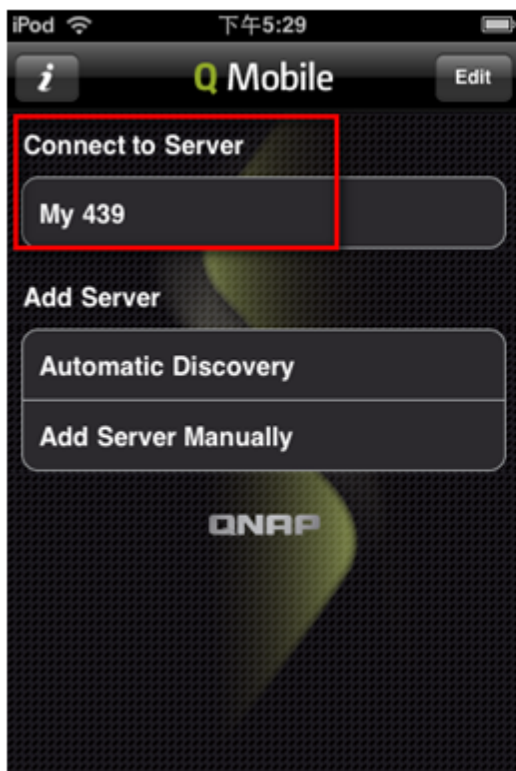 iPod 下午5:29
i Q Mobile Edit
Connect to Server
My 439
Add Server
Automatic Discovery
Add Server Manually
QNAP